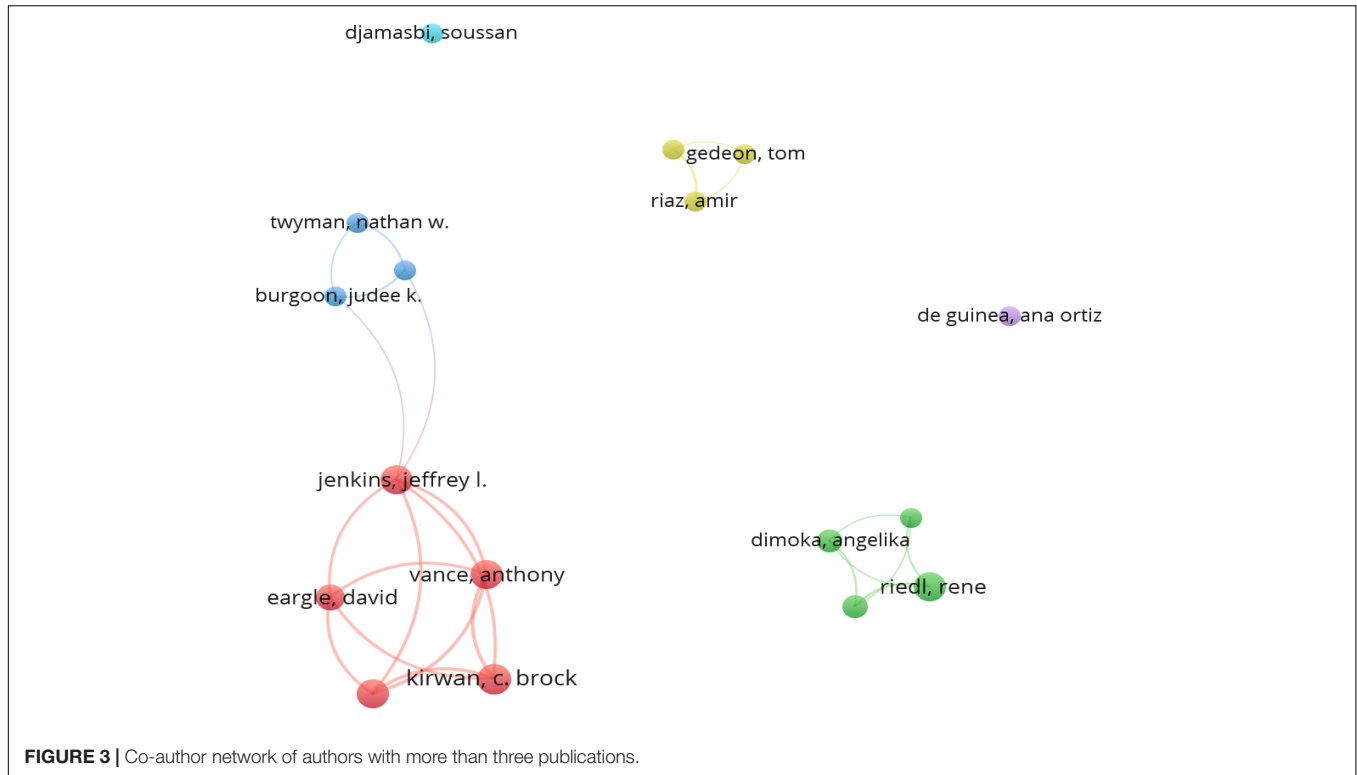 djamasbi, soussan
gedeon, tom
riaz, amir
twyman, nathan w.
burgoon, judee k.
de guinea, ana ortiz
jenkins, jeffrey l.
dimoka, angelika
vance, anthony
riedl, rene
eargle, david
kirwan, c. brock
FIGURE 3 | Co-author network of authors with more than three publications.